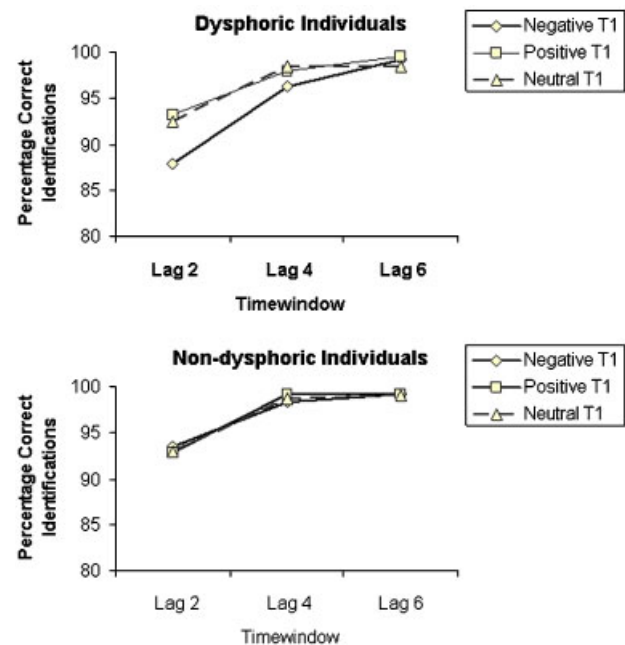 Dysphoric Individuals
Negative T1
Positive T1
Neutral T1
Percentage Correct
Identifications
100
95
90
85
80
Lag 2 Lag 4 Lag 6
Timewindow
Non-dysphoric Individuals
Negative T1
Positive T1
Neutral T1
Percentage Correct
Identifications
100
95
90
85
80
Lag 2 Lag 4 Lag 6
Timewindow